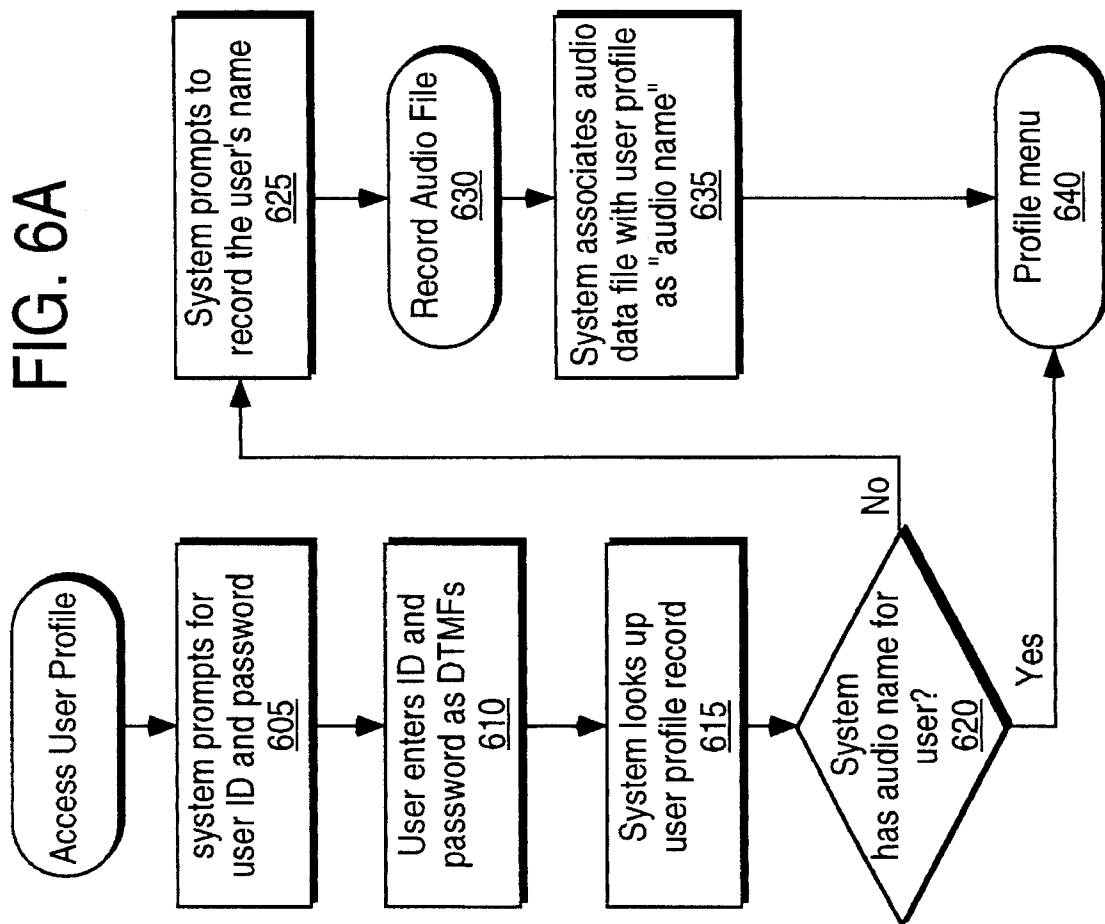 FIG. 6A
Access User Profile
system prompts for
user ID and password
605
User enters ID and
password as DTMFs
610
System looks up
user profile record
615
System
has audio name for
user?
620
No
Yes
System prompts to
record the user's name
625
Record Audio File
630
System associates audio
data file with user profile
as "audio name"
635
Profile menu
640